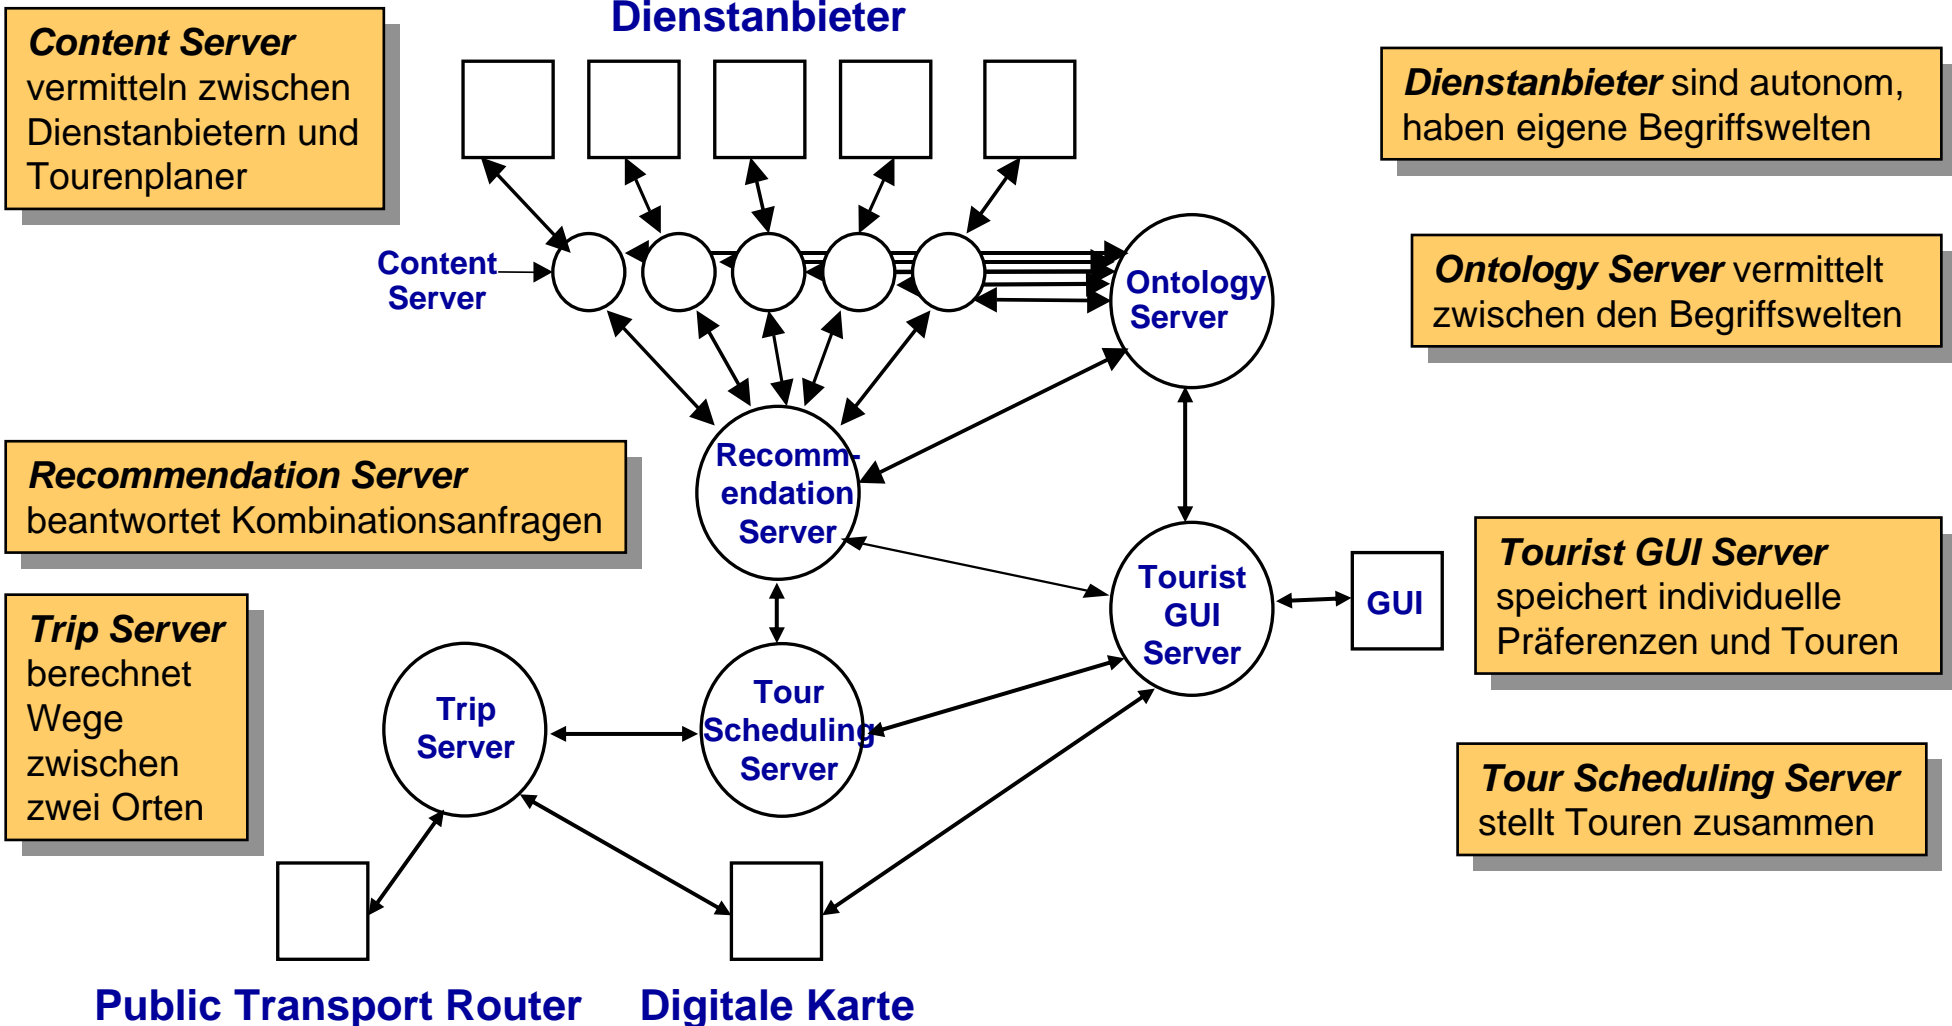 Dienstanbieter
Content Server
vermitteln zwischen
Dienstanbietern und
Tourenplaner
Dienstanbieter sind autonom,
haben eigene Begriffswelten
Content
Server
Ontology
Server
Ontology Server vermittelt
zwischen den Begriffswelten
Recommendation Server
beantwortet Kombinationsanfragen
Recomm-
endation
Server
Tourist
GUI
Server
GUI
Tourist GUI Server
speichert individuelle
Präferenzen und Touren
Trip Server
berechnet
Wege
zwischen
zwei Orten
Trip
Server
Tour
Scheduling
Server
Tour Scheduling Server
stellt Touren zusammen
Public Transport Router
Digitale Karte